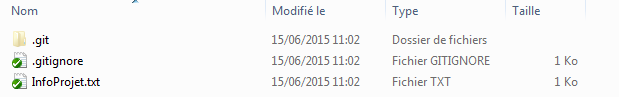 Nom Modifié le Type Taille
.git 15/06/2015 11:02 Dossier de fichiers
.gitignore 15/06/2015 11:02 Fichier GITIGNORE 1 Ko
InfoProjet.txt 15/06/2015 11:02 Fichier TXT 1 Ko